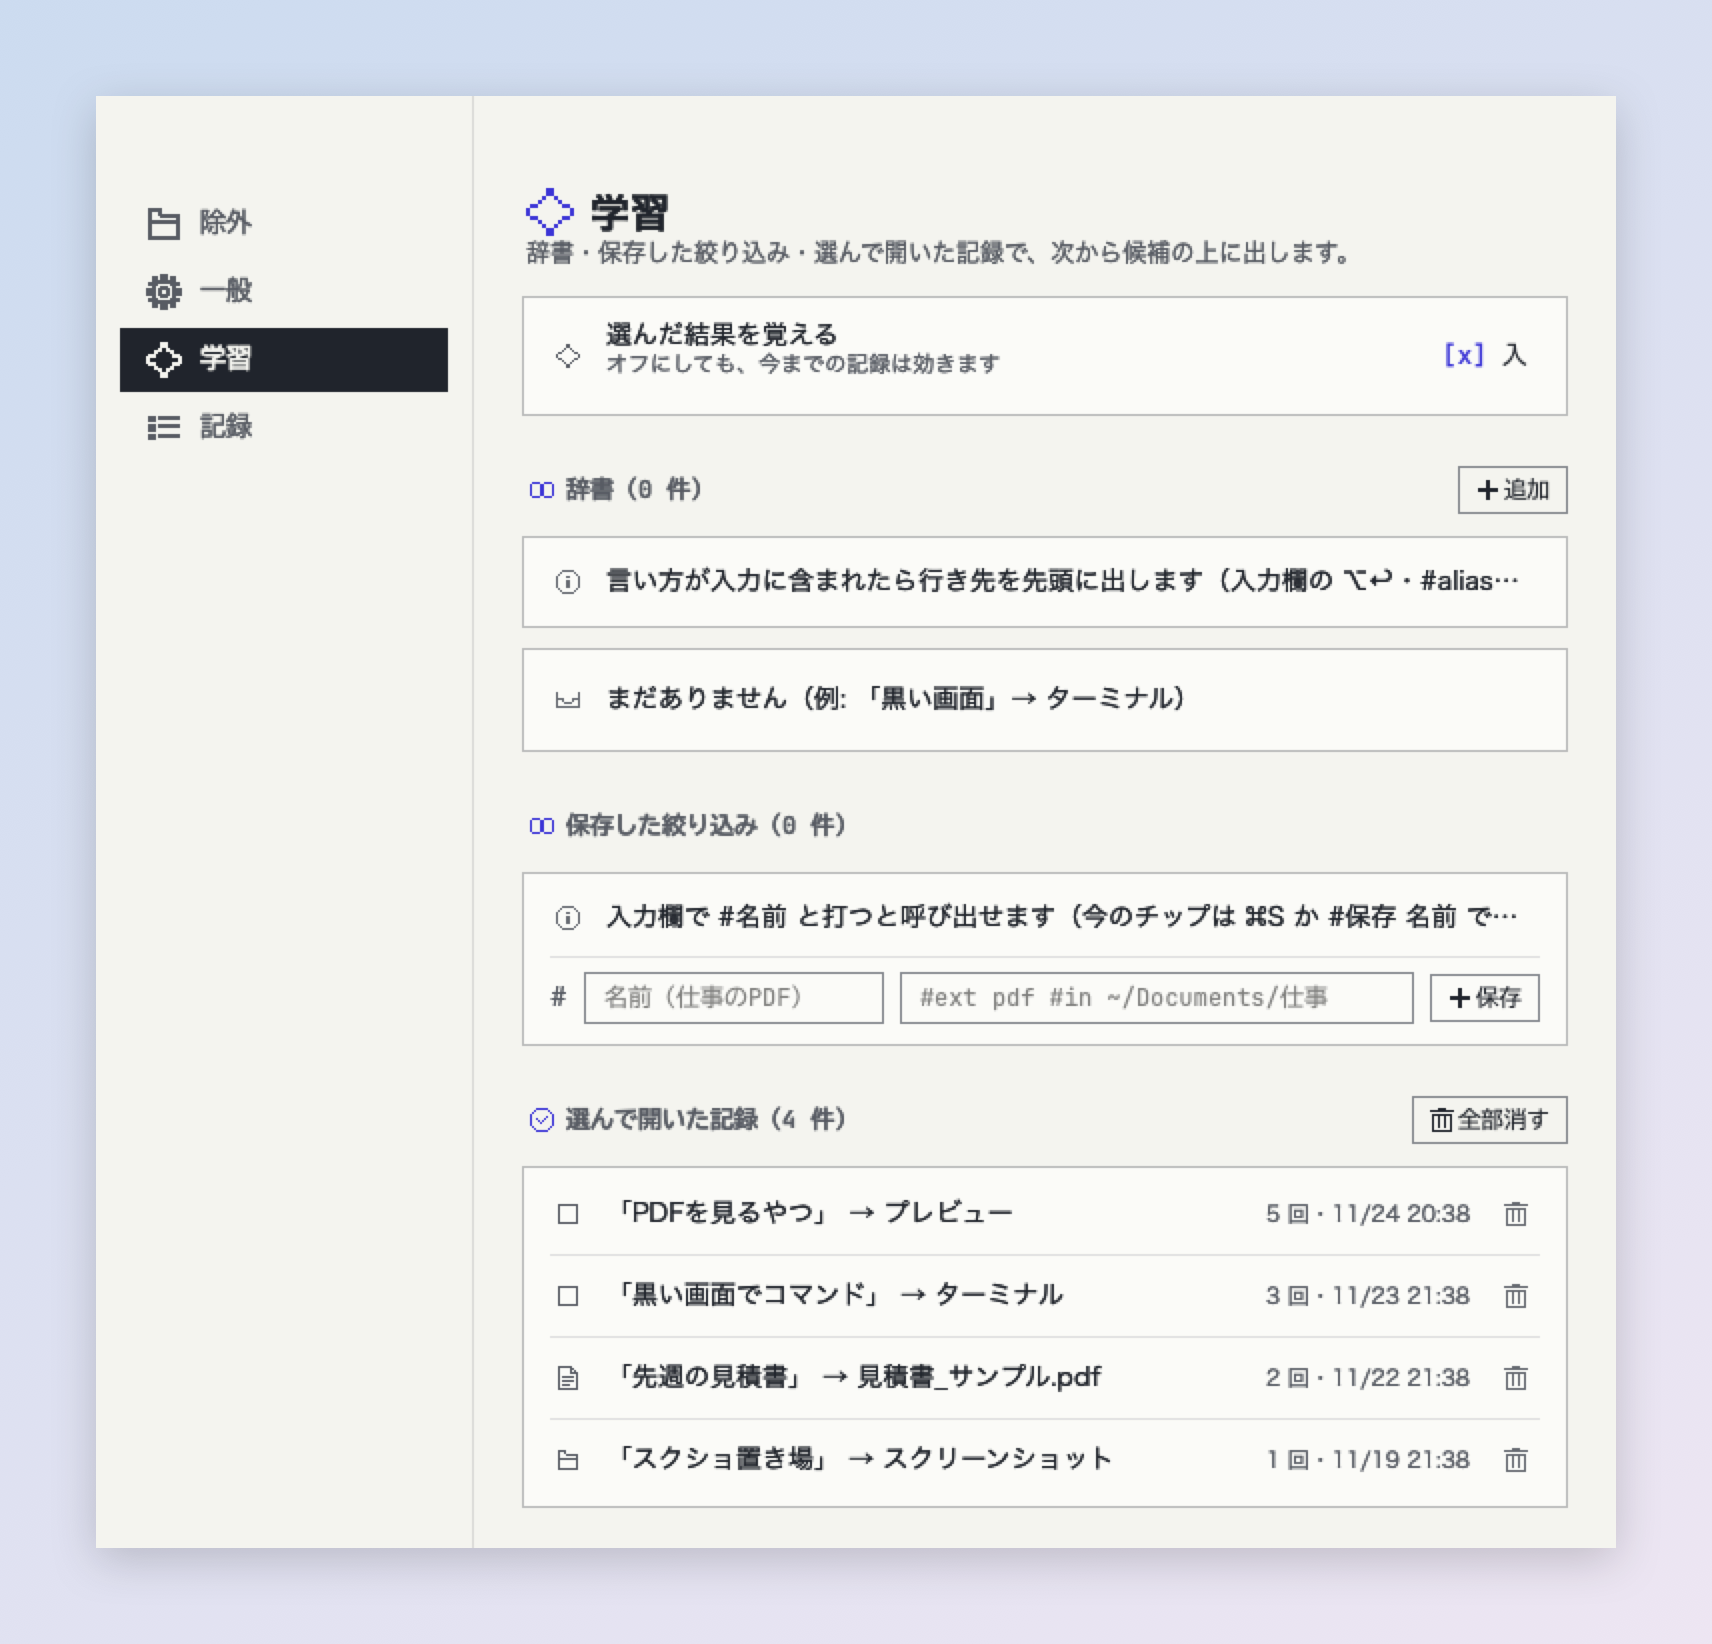 除外
一般
学習
記録
学習
辞書・保存した絞り込み・選んで開いた記録で、次から候補の上に出します。
選んだ結果を覚える
オフにしても、今までの記録は効きます
[x] 入
辞書（0 件）
+追加
言い方が入力に含まれたら行き先を先頭に出します（入力欄の ⌥↩・#alias…
まだありません（例: 「黒い画面」→ ターミナル）
保存した絞り込み（0 件）
入力欄で #名前 と打つと呼び出せます（今のチップは ⌘S か #保存 名前 で…
# 名前（仕事のPDF） #ext pdf #in ~/Documents/仕事 +保存
選んで開いた記録（4 件）
全部消す
「PDFを見るやつ」 → プレビュー 5 回・11/24 20:38
「黒い画面でコマンド」 → ターミナル 3 回・11/23 21:38
「先週の見積書」 → 見積書_サンプル.pdf 2 回・11/22 21:38
「スクショ置き場」 → スクリーンショット 1 回・11/19 21:38